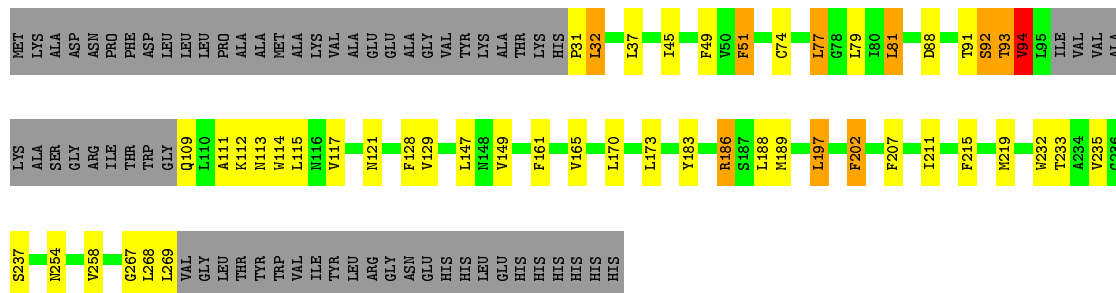 MET LYS ALA ASP ASN PRO PHE ASP LEU LEU LEU PRO ALA ALA MET ALA LYS VAL ALA GLU GLU ALA GLY VAL TYR LYS ALA THR LYS HIS P31 L32 L37 I45 F49 V50 F51 C74 L77 G78 L79 I80 L81 D88 T91 S92 T93 V94 L95 ILE VAL VAL ALA
LYS ALA SER GLY ARG ILE THR TRP GLY Q109 L110 A111 K112 N113 W114 L115 N116 V117 N121 F128 V129 L147 N148 V149 F161 V165 L170 L173 Y183 R186 S187 L188 M189 L197 F202 F207 I211 F215 M219 W232 T233 A234 V235 G236
S237 N254 V258 G267 L268 L269 VAL GLY LEU THR TYR TRP VAL ILE TYR LEU ARG GLY ASN GLU HIS HIS LEU GLU HIS HIS HIS HIS HIS HIS